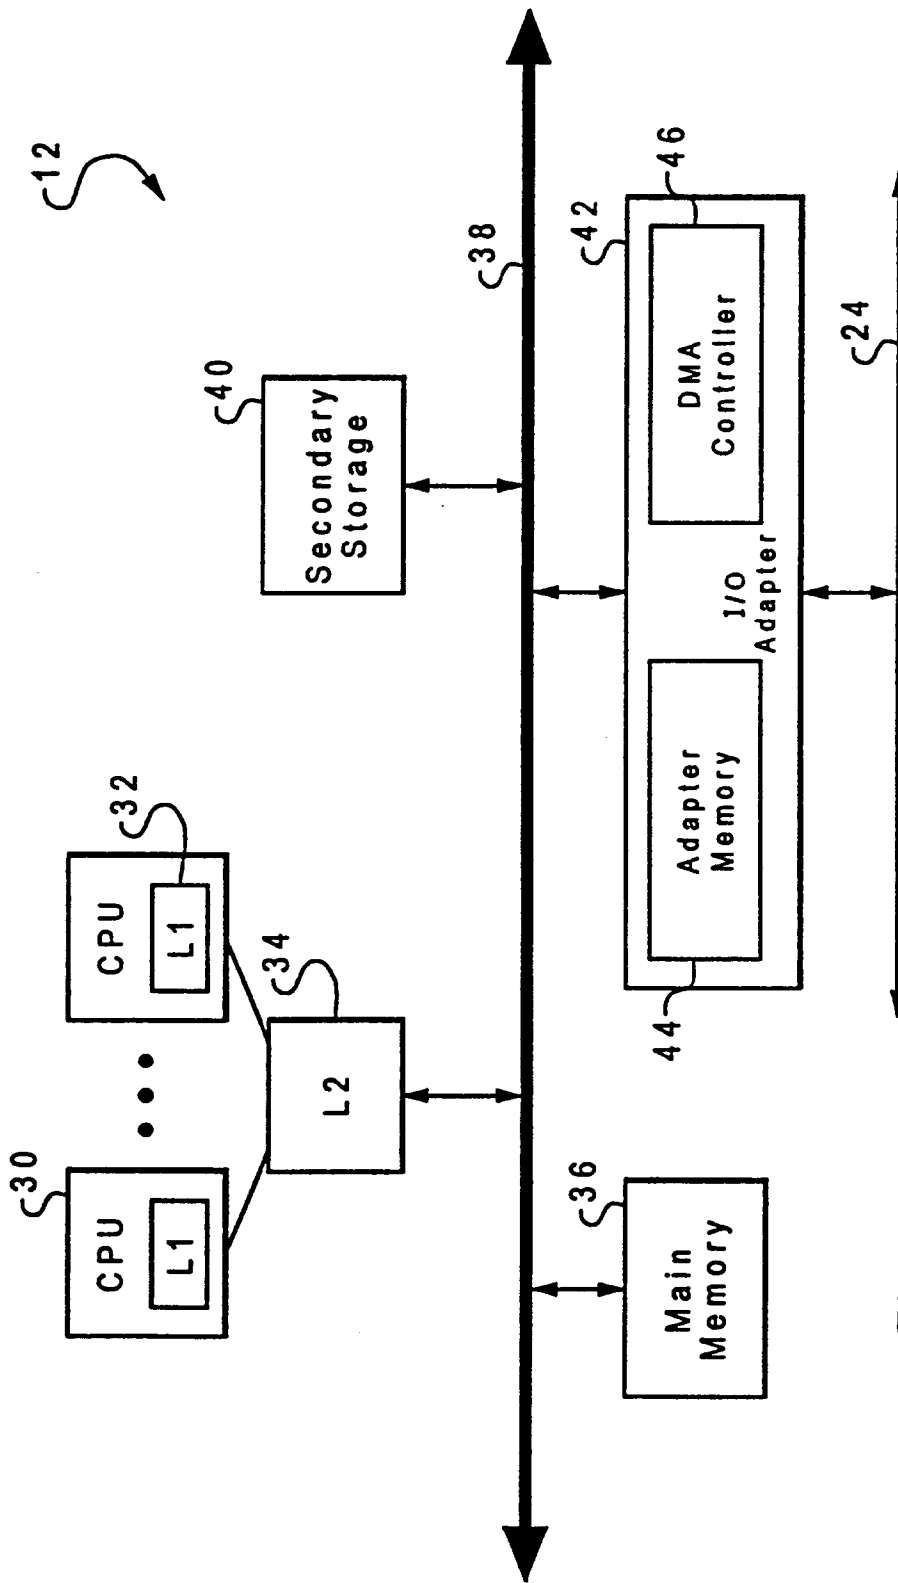 12
30
CPU
L1
CPU
L1
32
L2
34
Secondary
Storage
40
38
Main
Memory
36
42
Adapter
Memory
44
I/O
Adapter
DMA
Controller
46
24